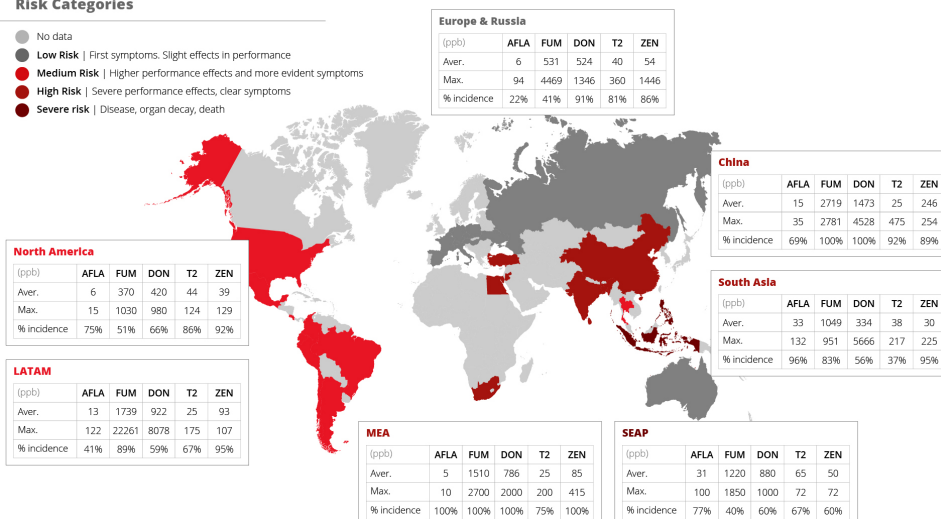 Risk Categories
No data
Low Risk | First symptoms. Slight effects in performance
Medium Risk | Higher performance effects and more evident symptoms
High Risk | Severe performance effects, clear symptoms
Severe risk | Disease, organ decay, death
Europe & Russia
(ppb) AFLA FUM DON T2 ZEN
Aver. 6 531 524 40 54
Max. 94 4469 1346 360 1446
% incidence 22% 41% 91% 81% 86%
China
(ppb) AFLA FUM DON T2 ZEN
Aver. 15 2719 1473 25 246
Max. 35 2781 4528 475 254
% incidence 69% 100% 100% 92% 89%
North America
(ppb) AFLA FUM DON T2 ZEN
Aver. 6 370 420 44 39
Max. 15 1030 980 124 129
% incidence 75% 51% 66% 86% 92%
South Asia
(ppb) AFLA FUM DON T2 ZEN
Aver. 33 1049 334 38 30
Max. 132 951 5666 217 225
% incidence 96% 83% 56% 37% 95%
LATAM
(ppb) AFLA FUM DON T2 ZEN
Aver. 13 1739 922 25 93
Max. 122 22261 8078 175 107
% incidence 41% 89% 59% 67% 95%
MEA
(ppb) AFLA FUM DON T2 ZEN
Aver. 5 1510 786 25 85
Max. 10 2700 2000 200 415
% incidence 100% 100% 100% 75% 100%
SEAP
(ppb) AFLA FUM DON T2 ZEN
Aver. 31 1220 880 65 50
Max. 100 1850 1000 72 72
% incidence 77% 40% 60% 67% 60%